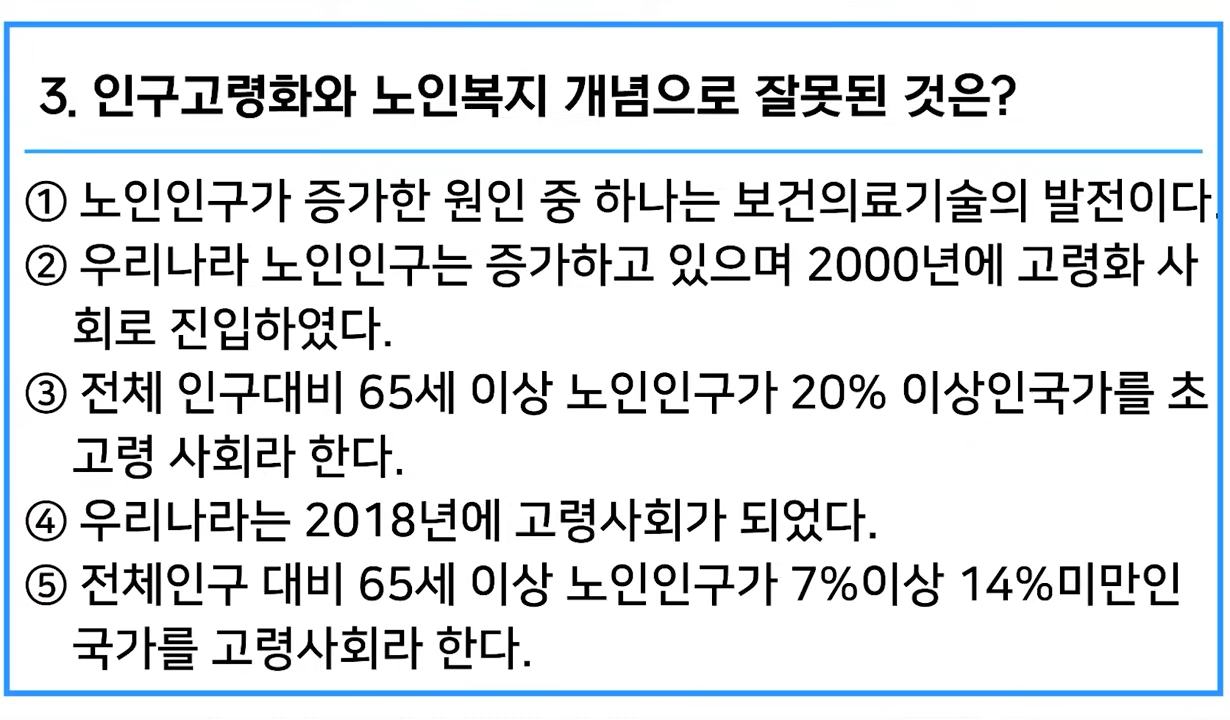 3. 인구고령화와 노인복지 개념으로 잘못된 것은?
① 노인인구가 증가한 원인 중 하나는 보건의료기술의 발전이다.
② 우리나라 노인인구는 증가하고 있으며 2000년에 고령화 사
회로 진입하였다.
③ 전체 인구대비 65세 이상 노인인구가 20% 이상인국가를 초
고령 사회라 한다.
④ 우리나라는 2018년에 고령사회가 되었다.
⑤ 전체인구 대비 65세 이상 노인인구가 7%이상 14%미만인
국가를 고령사회라 한다.